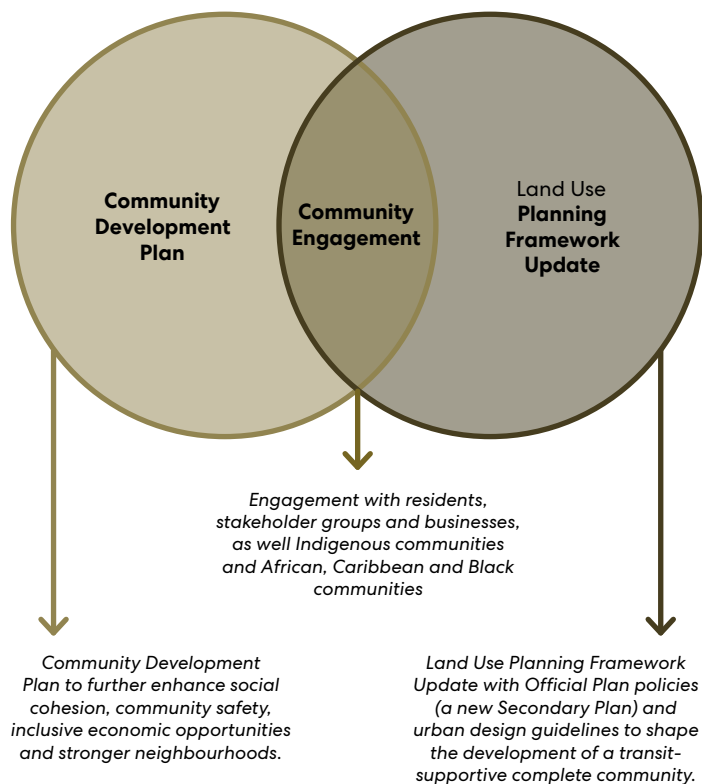 Community
Development
Plan
Community
Engagement
Land Use
Planning
Framework
Update
Engagement with residents,
stakeholder groups and businesses,
as well Indigenous communities
and African, Caribbean and Black
communities
Community Development
Plan to further enhance social
cohesion, community safety,
inclusive economic opportunities
and stronger neighbourhoods.
Land Use Planning Framework
Update with Official Plan policies
(a new Secondary Plan) and
urban design guidelines to shape
the development of a transit-
supportive complete community.